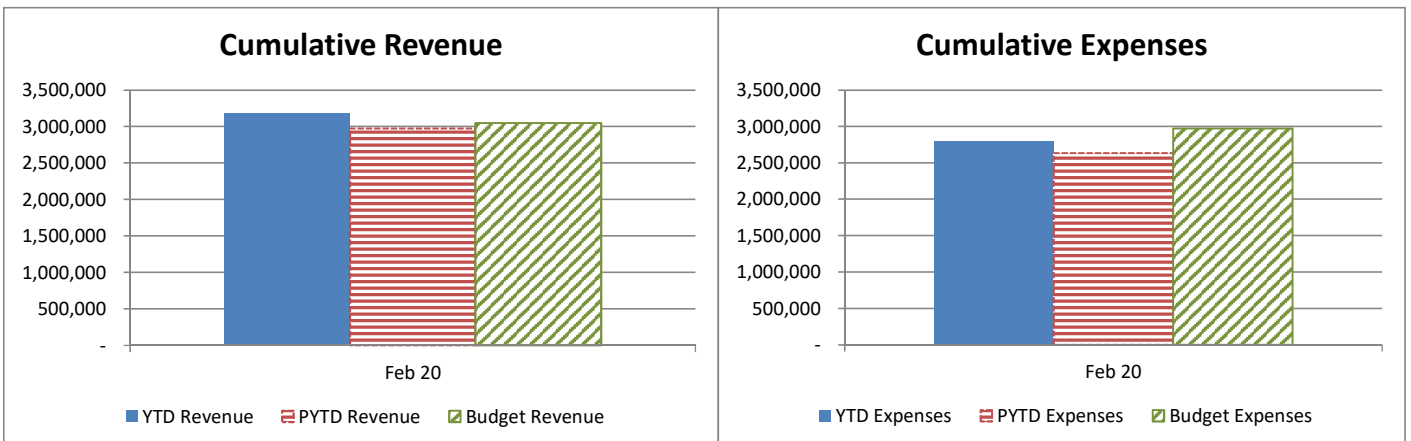 Cumulative Revenue
3,500,000
3,000,000
2,500,000
2,000,000
1,500,000
1,000,000
500,000
-
Feb 20
YTD Revenue PYTD Revenue Budget Revenue
Cumulative Expenses
3,500,000
3,000,000
2,500,000
2,000,000
1,500,000
1,000,000
500,000
-
Feb 20
YTD Expenses PYTD Expenses Budget Expenses